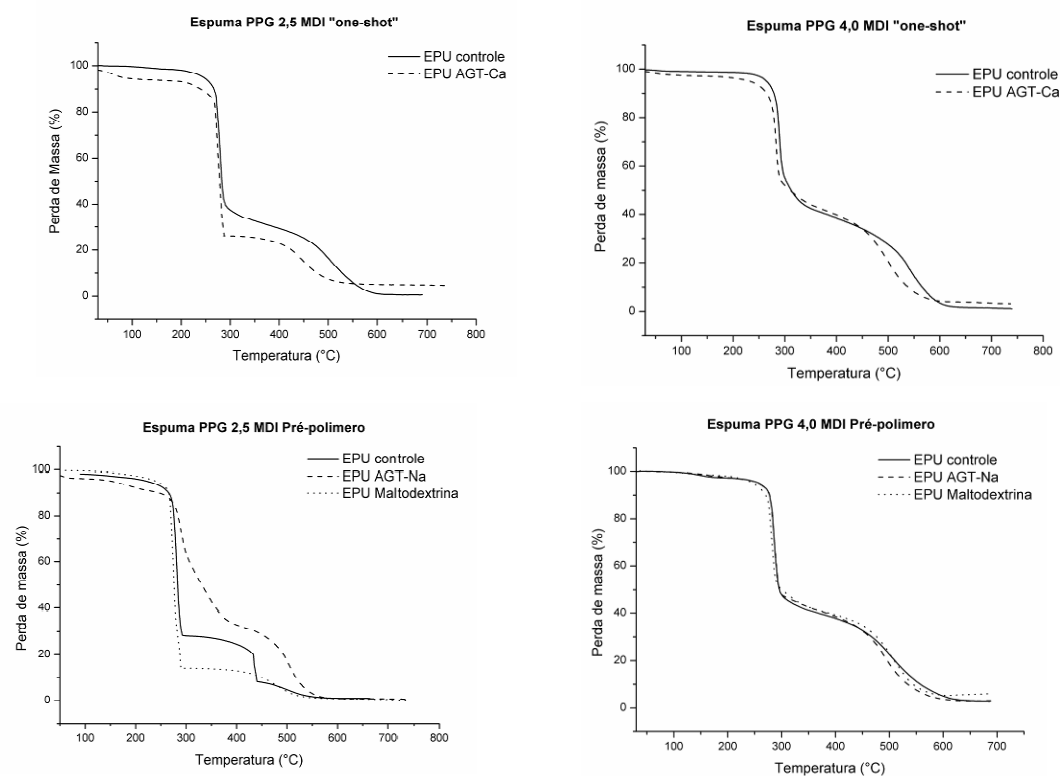 Espuma PPG 2,5 MDI "one-shot"
EPU controle
EPU AGT-Ca
Perda de Massa (%)
100
80
60
40
20
0
100 200 300 400 500 600 700 800
Temperatura (°C)
Espuma PPG 4,0 MDI "one-shot"
EPU controle
EPU AGT-Ca
Perda de massa (%)
100
80
60
40
20
0
100 200 300 400 500 600 700 800
Temperatura (°C)
Espuma PPG 2,5 MDI Pré-polimero
EPU controle
EPU AGT-Na
EPU Maltodextrina
Perda de massa (%)
100
80
60
40
20
0
100 200 300 400 500 600 700 800
Temperatura (°C)
Espuma PPG 4,0 MDI Pré-polimero
EPU controle
EPU AGT-Na
EPU Maltodextrina
Perda de massa (%)
100
80
60
40
20
0
100 200 300 400 500 600 700
Temperatura (°C)